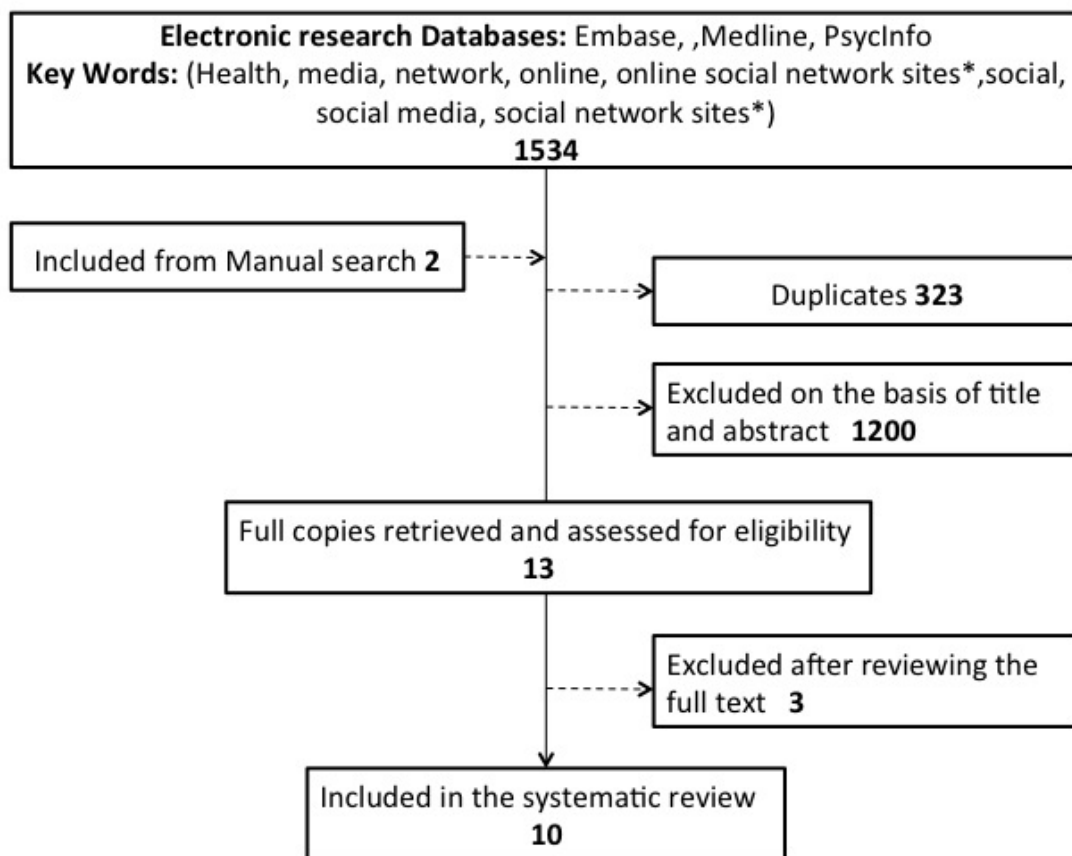 Electronic research Databases: Embase, ,Medline, PsycInfo
Key Words: (Health, media, network, online, online social network sites*,social,
social media, social network sites*)
1534
Included from Manual search 2
Duplicates 323
Excluded on the basis of title
and abstract 1200
Full copies retrieved and assessed for eligibility
13
Excluded after reviewing the
full text 3
Included in the systematic review
10